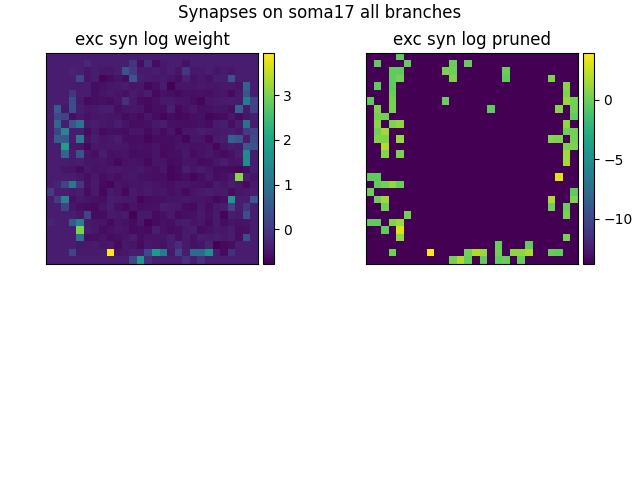 Synapses on soma17 all branches
exc syn log weight
exc syn log pruned
3
2
1
0
0
−5
−10